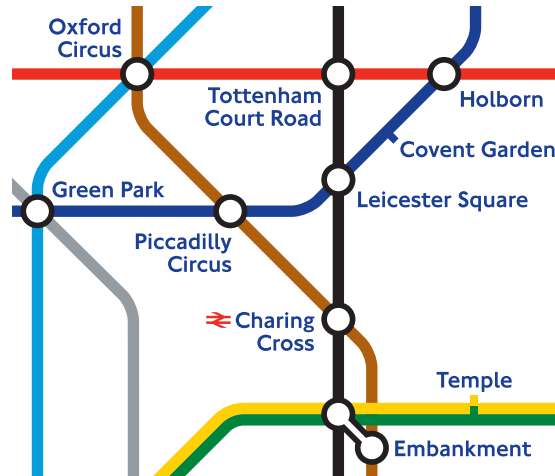 Oxford
Circus
Tottenham
Court Road
Holborn
Covent Garden
Green Park
Leicester Square
Piccadilly
Circus
Charing
Cross
Temple
Embankment